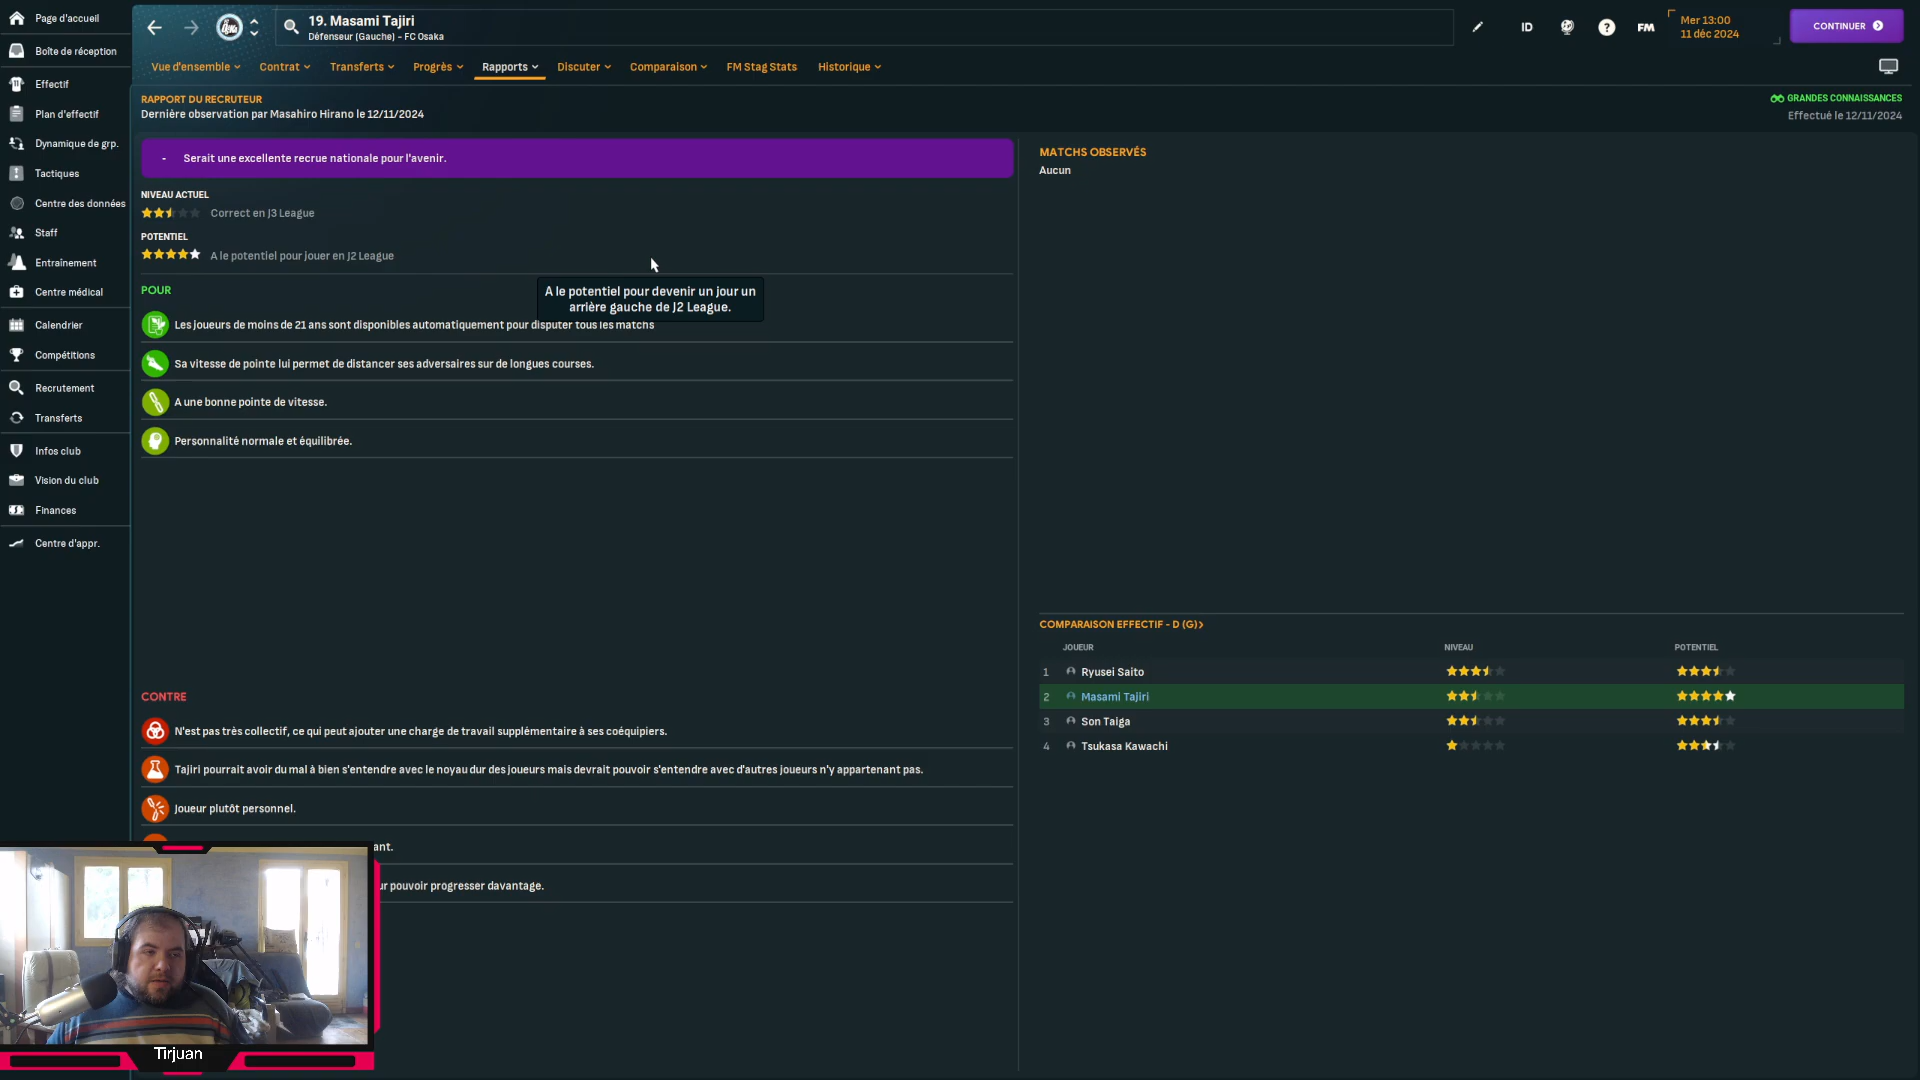 Page d'accueil
Boîte de réception
Effectif
Plan d'effectif
Dynamique de grp.
Tactiques
Centre des données
Staff
Entraînement
Centre médical
Calendrier
Compétitions
Recrutement
Transferts
Infos club
Vision du club
Finances
Centre d'appr.
19. Masami Tajiri
Défenseur (Gauche) - FC Osaka
ID
FM
Mer 13:00
11 déc 2024
CONTINUER
Vue d'ensemble
Contrat
Transferts
Progrès
Rapports
Discuter
Comparaison
FM Stag Stats
Historique
RAPPORT DU RECRUTEUR
Dernière observation par Masahiro Hirano le 12/11/2024
GRANDES CONNAISSANCES
Effectué le 12/11/2024
- Serait une excellente recrue nationale pour l'avenir.
NIVEAU ACTUEL
Correct en J3 League
POTENTIEL
A le potentiel pour jouer en J2 League
A le potentiel pour devenir un jour un
arrière gauche de J2 League.
POUR
Les joueurs de moins de 21 ans sont disponibles automatiquement pour disputer tous les matchs
Sa vitesse de pointe lui permet de distancer ses adversaires sur de longues courses.
A une bonne pointe de vitesse.
Personnalité normale et équilibrée.
CONTRE
N'est pas très collectif, ce qui peut ajouter une charge de travail supplémentaire à ses coéquipiers.
Tajiri pourrait avoir du mal à bien s'entendre avec le noyau dur des joueurs mais devrait pouvoir s'entendre avec d'autres joueurs n'y appartenant pas.
Joueur plutôt personnel.
ant.
ur pouvoir progresser davantage.
MATCHS OBSERVÉS
Aucun
COMPARAISON EFFECTIF - D (G)
JOUEUR NIVEAU POTENTIEL
1 Ryusei Saito
2 Masami Tajiri
3 Son Taiga
4 Tsukasa Kawachi
Tirjuan